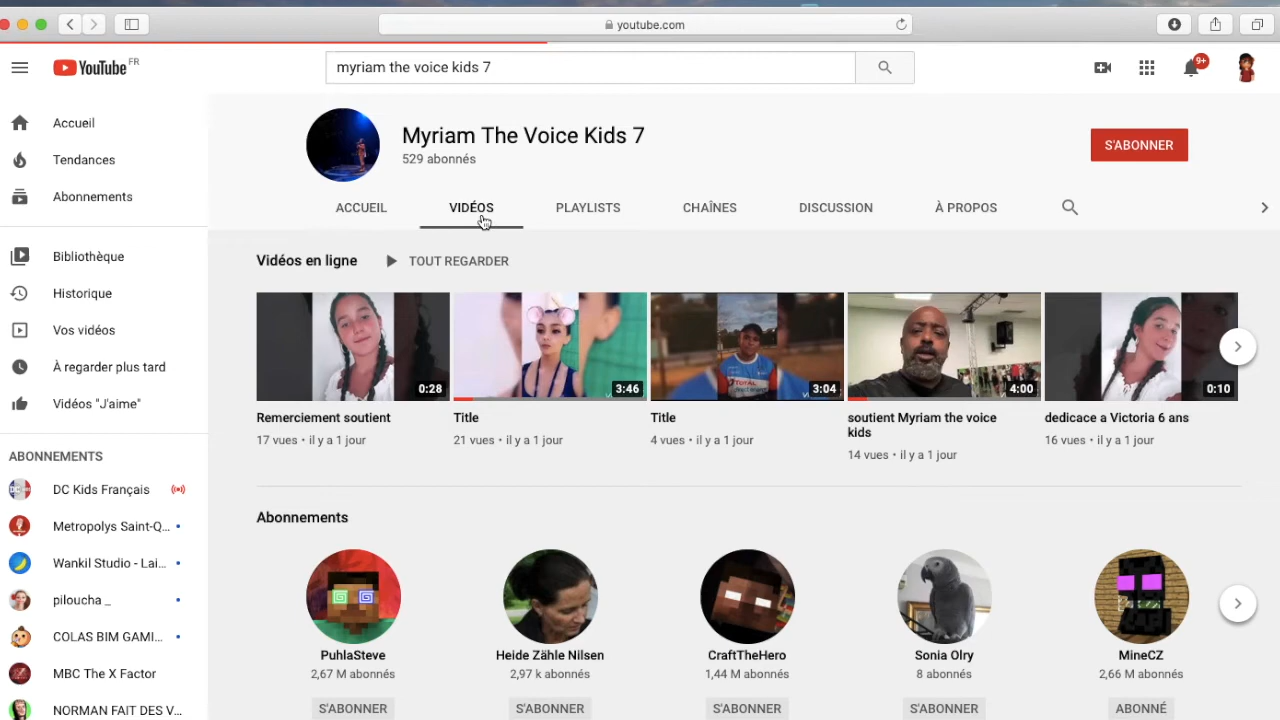 youtube.com
YouTube FR
myriam the voice kids 7
9+
Accueil
Tendances
Abonnements
Bibliothèque
Historique
Vos vidéos
À regarder plus tard
Vidéos "J'aime"
ABONNEMENTS
DC Kids Français
Metropolys Saint-Q...
Wankil Studio - Lai...
piloucha _
COLAS BIM GAMI...
MBC The X Factor
NORMAN FAIT DES V...
Myriam The Voice Kids 7
529 abonnés
S'ABONNER
ACCUEIL VIDÉOS PLAYLISTS CHAÎNES DISCUSSION À PROPOS
Vidéos en ligne TOUT REGARDER
0:28
Remerciement soutient
17 vues • il y a 1 jour
3:46
Title
21 vues • il y a 1 jour
TOTAL
3:04
Title
4 vues • il y a 1 jour
4:00
soutient Myriam the voice
kids
14 vues • il y a 1 jour
0:10
dedicace a Victoria 6 ans
16 vues • il y a 1 jour
Abonnements
PuhlaSteve
2,67 M abonnés
S'ABONNER
Heide Zähle Nilsen
2,97 k abonnés
S'ABONNER
CraftTheHero
1,44 M abonnés
S'ABONNER
Sonia Olry
8 abonnés
S'ABONNER
MineCZ
2,66 M abonnés
ABONNÉ